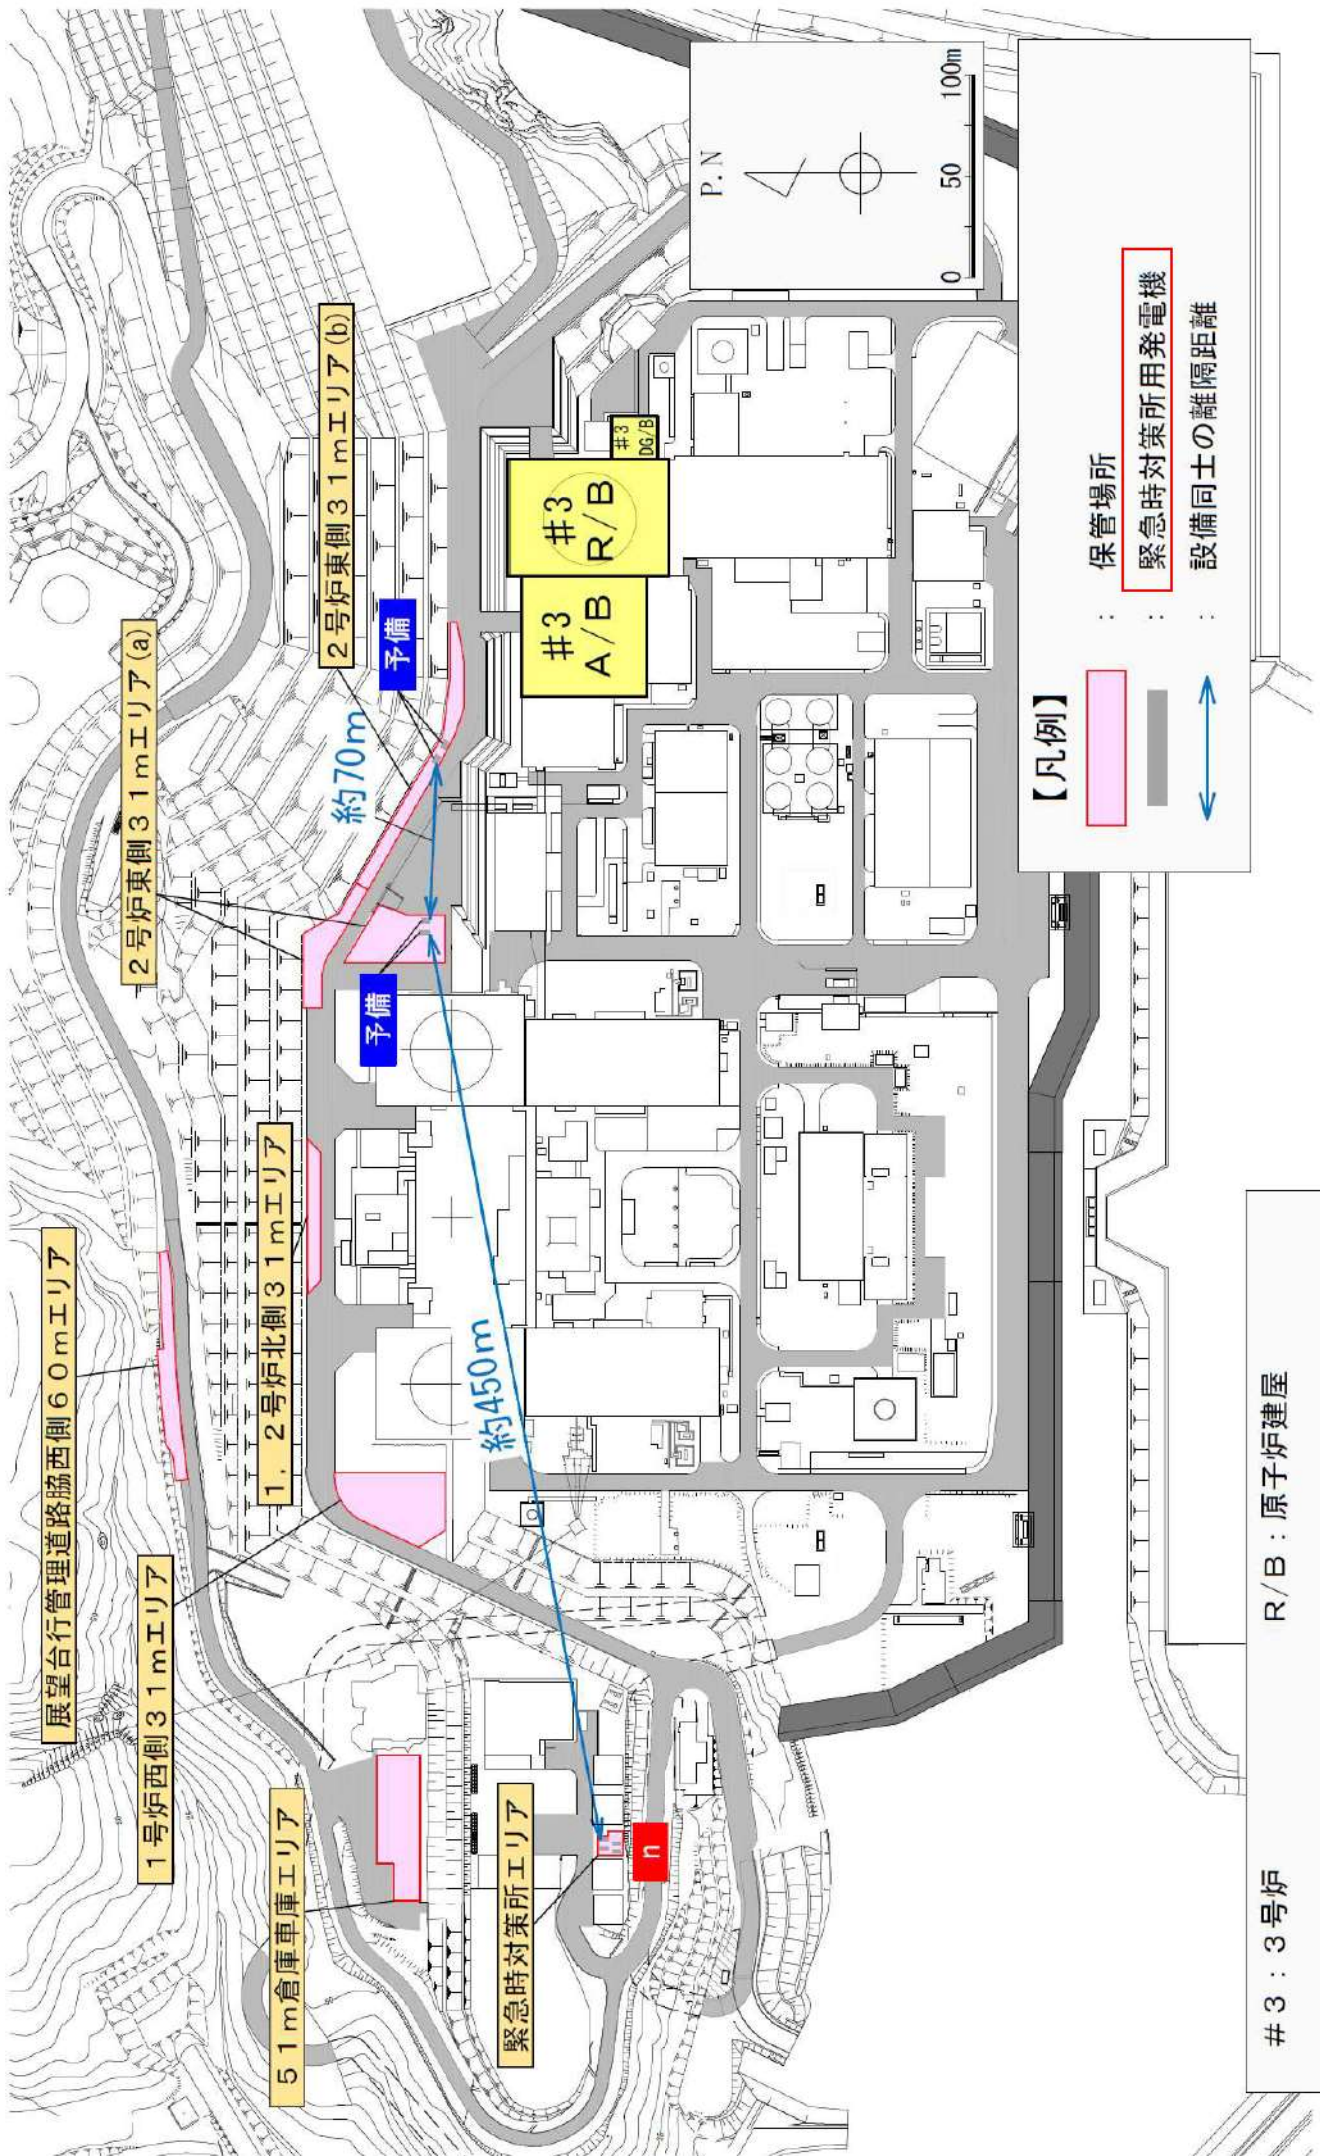 展望台行管理道路脇西側60mエリア
1号炉西側31mエリア
51m倉庫車庫エリア
1．2号炉北側31mエリア
2号炉東側31mエリア(a)
2号炉東側31mエリア(b)
緊急時対策所エリア
n
予備
予備
約70m
約450m
#3
R/B
#3
A/B
#3
DG/B
P.N
0 50 100m
【凡例】
： 保管場所
： 緊急時対策所用発電機
： 設備同士の離隔距離
#3：3号炉 R/B：原子炉建屋